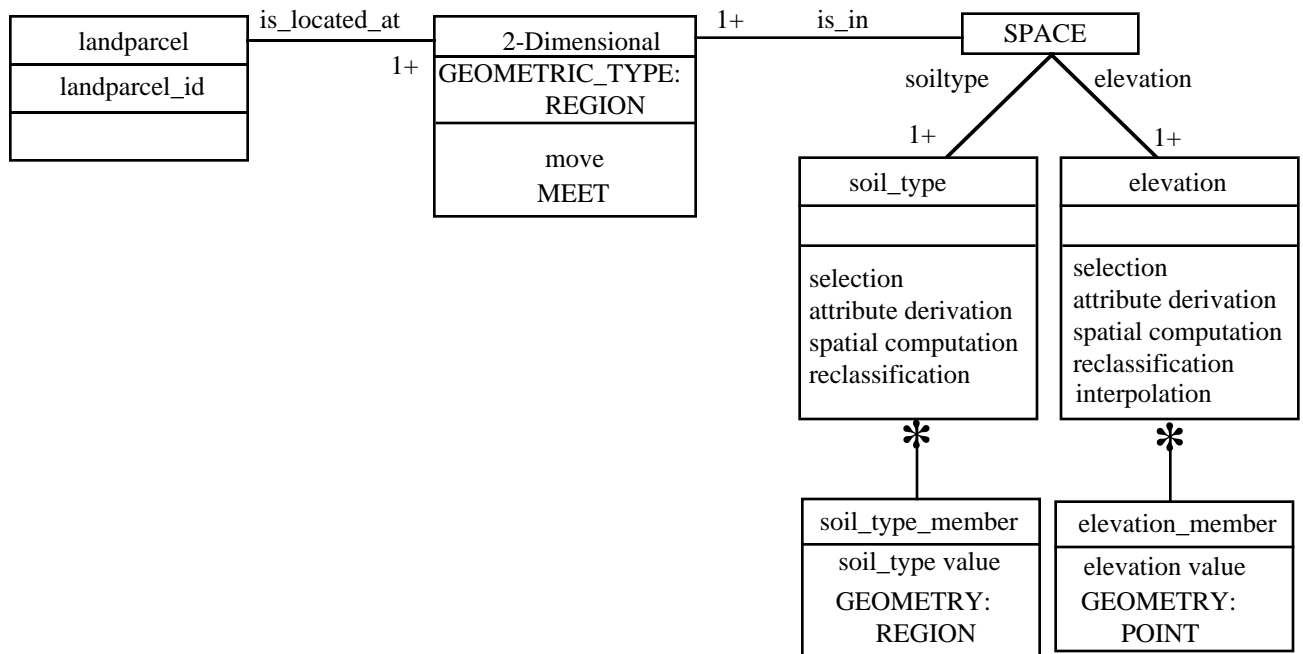 is_located_at
1+
is_in
landparcel
2-Dimensional
SPACE
landparcel_id
1+
GEOMETRIC_TYPE:
REGION
move
MEET
soiltype
elevation
1+
1+
soil_type
selection
attribute derivation
spatial computation
reclassification
elevation
selection
attribute derivation
spatial computation
reclassification
interpolation
*
*
soil_type_member
soil_type value
GEOMETRY:
REGION
elevation_member
elevation value
GEOMETRY:
POINT